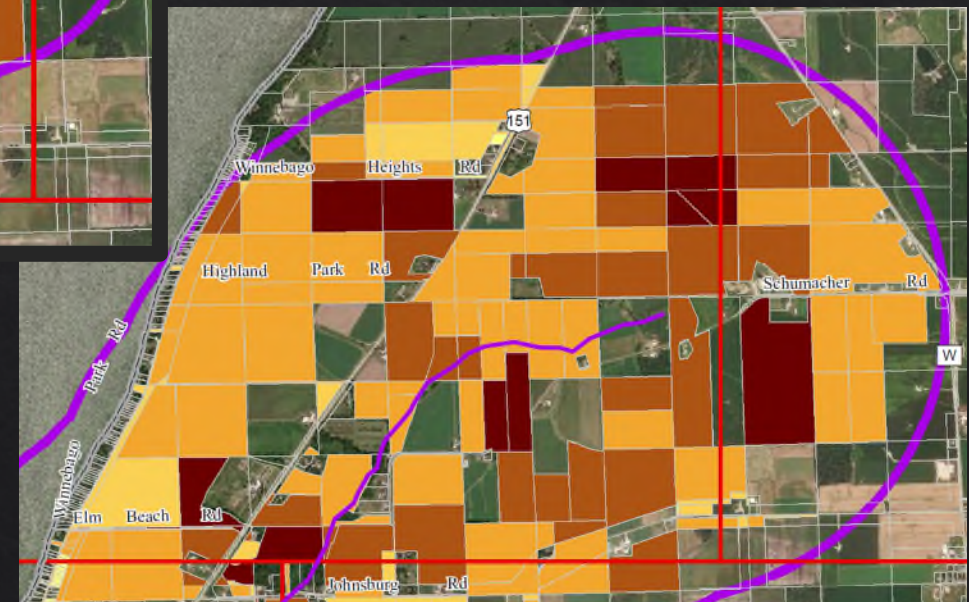 151
Winnebago Heights Rd
Highland Park Rd
Schumacher Rd
W
Winnebago Park Rd
Elm Beach Rd
Johnsburg Rd